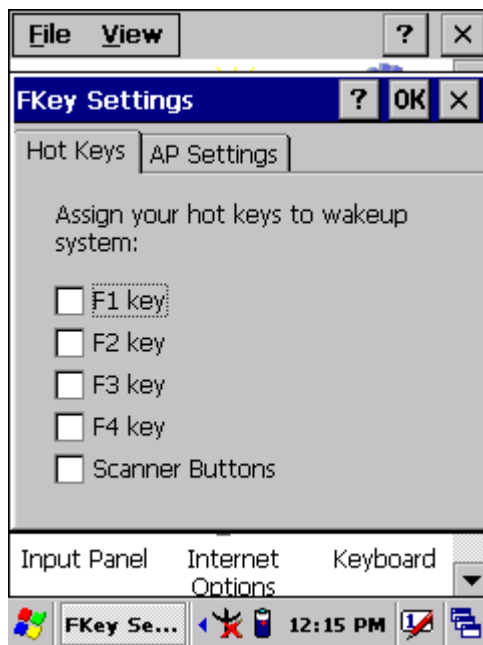 File View ? ×
FKey Settings ? OK ×
Hot Keys AP Settings
Assign your hot keys to wakeup
system:
F1 key
F2 key
F3 key
F4 key
Scanner Buttons
Input Panel Internet Keyboard
Options
FKey Se... 12:15 PM 1